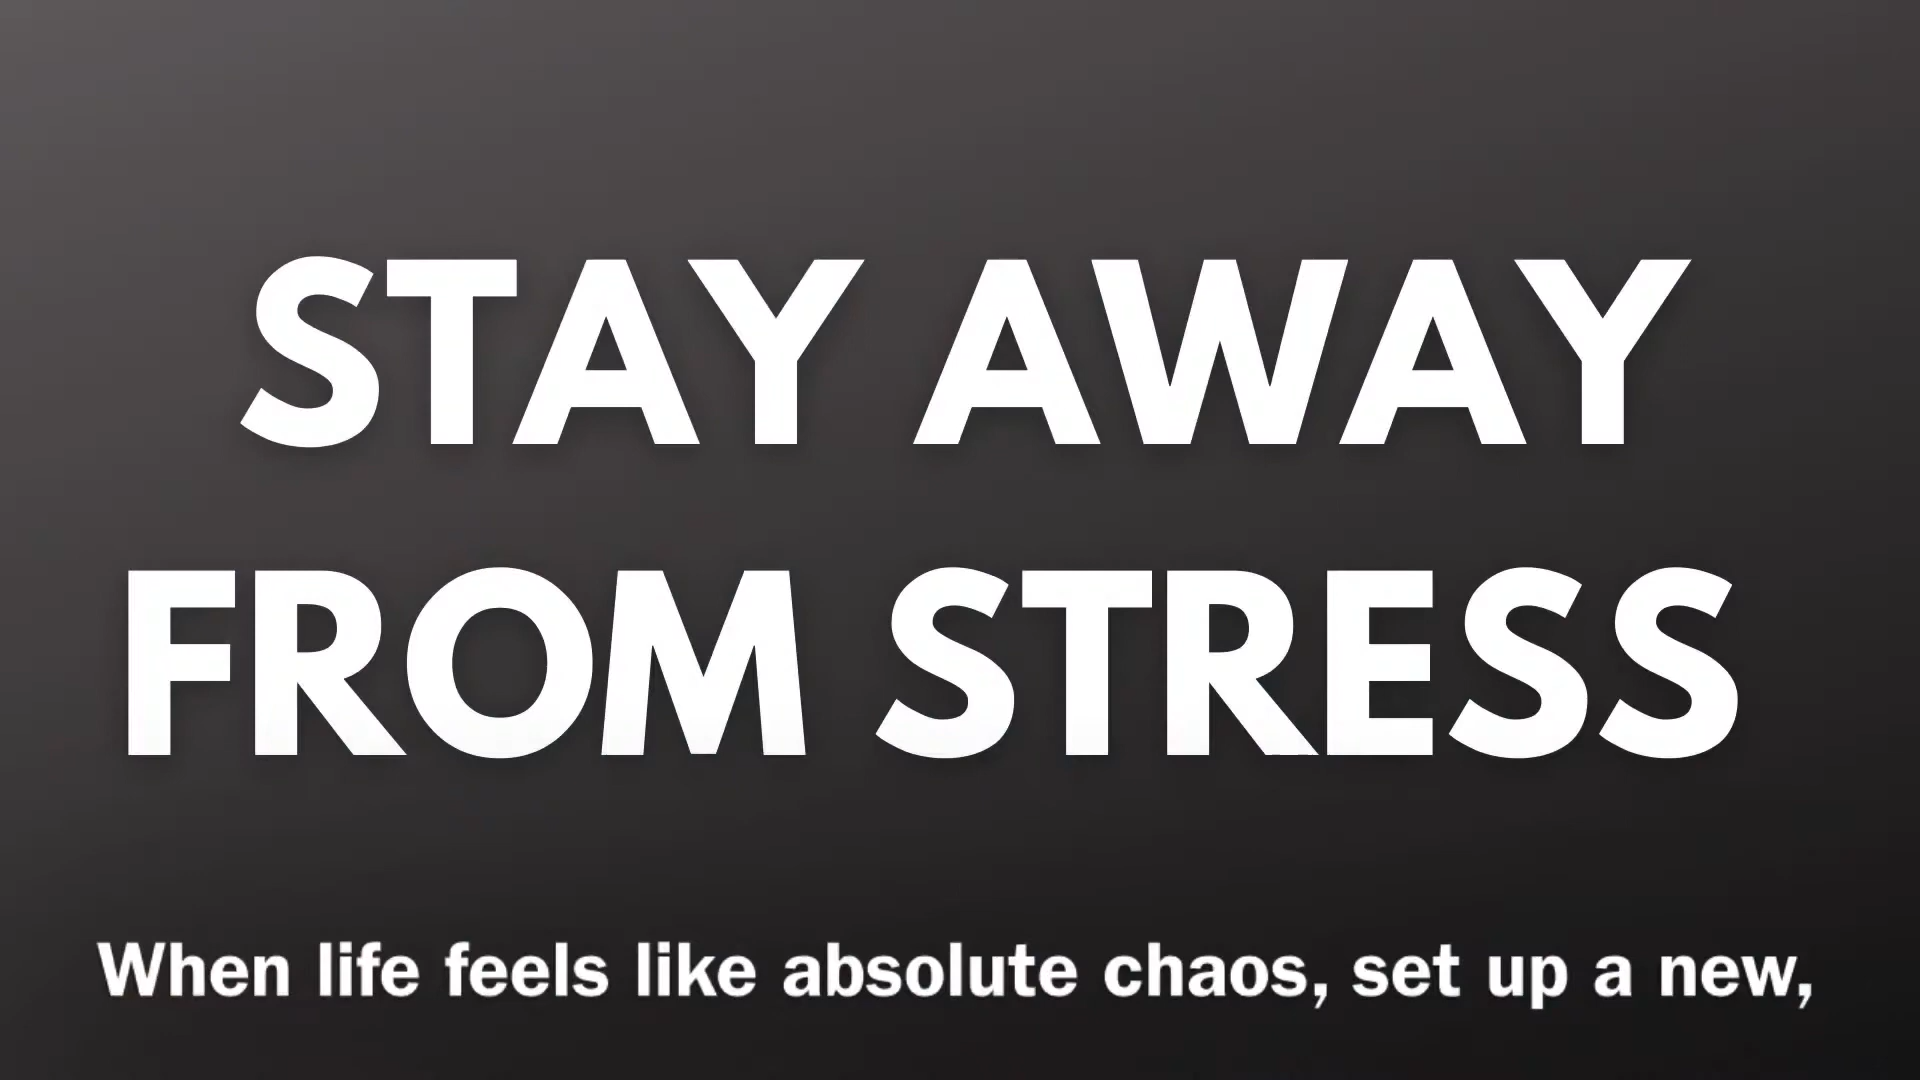 STAY AWAY
FROM STRESS
When life feels like absolute chaos, set up a new,